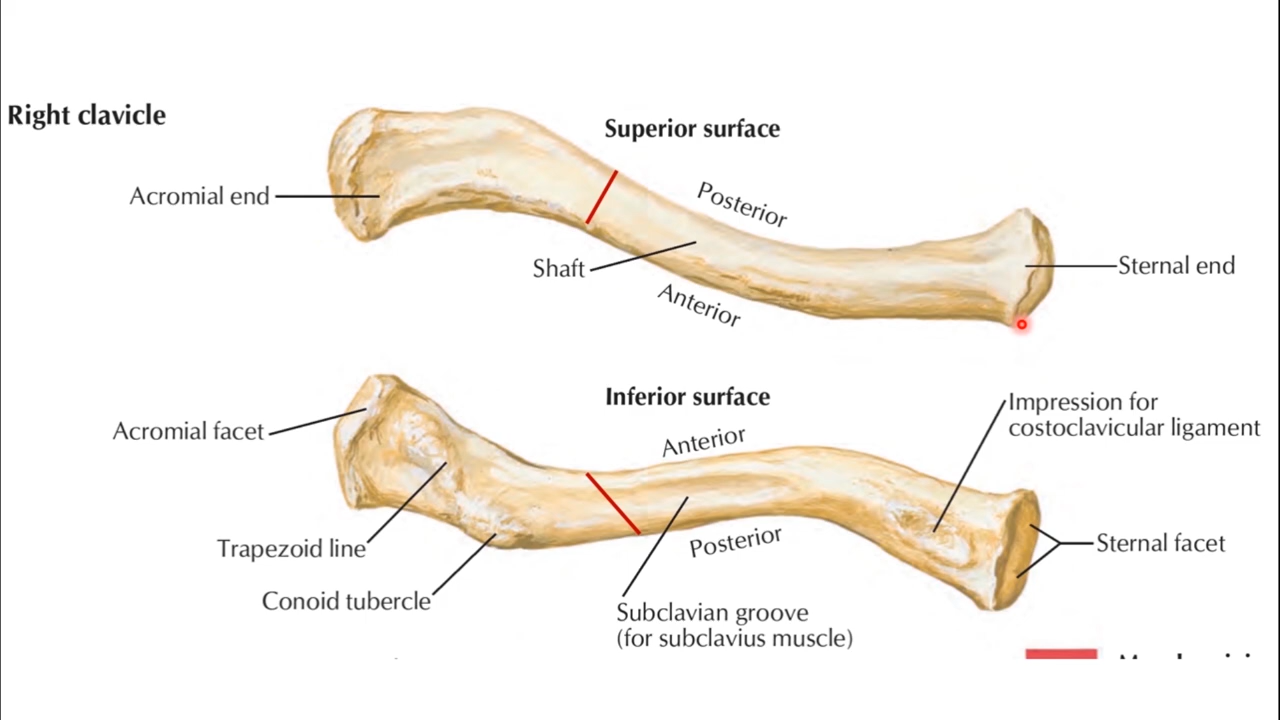 Right clavicle
Superior surface
Acromial end
Posterior
Shaft
Sternal end
Anterior
Inferior surface
Impression for
costoclavicular ligament
Acromial facet
Anterior
Trapezoid line
Posterior
Sternal facet
Conoid tubercle
Subclavian groove
(for subclavius muscle)